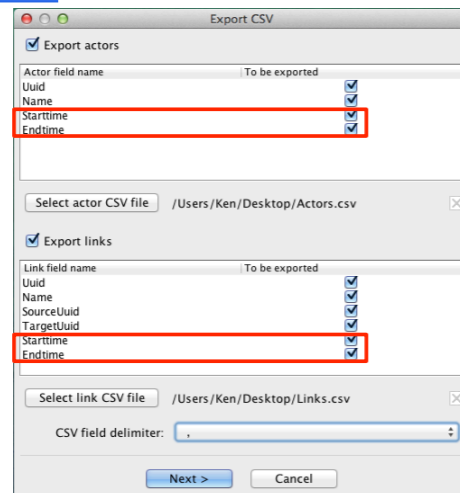 Export CSV
Export actors
Actor field name To be exported
Uuid
Name
Starttime
Endtime
Select actor CSV file /Users/Ken/Desktop/Actors.csv
Export links
Link field name To be exported
Uuid
Name
SourceUuid
TargetUuid
Starttime
Endtime
Select link CSV file /Users/Ken/Desktop/Links.csv
CSV field delimiter: ,
Next > Cancel